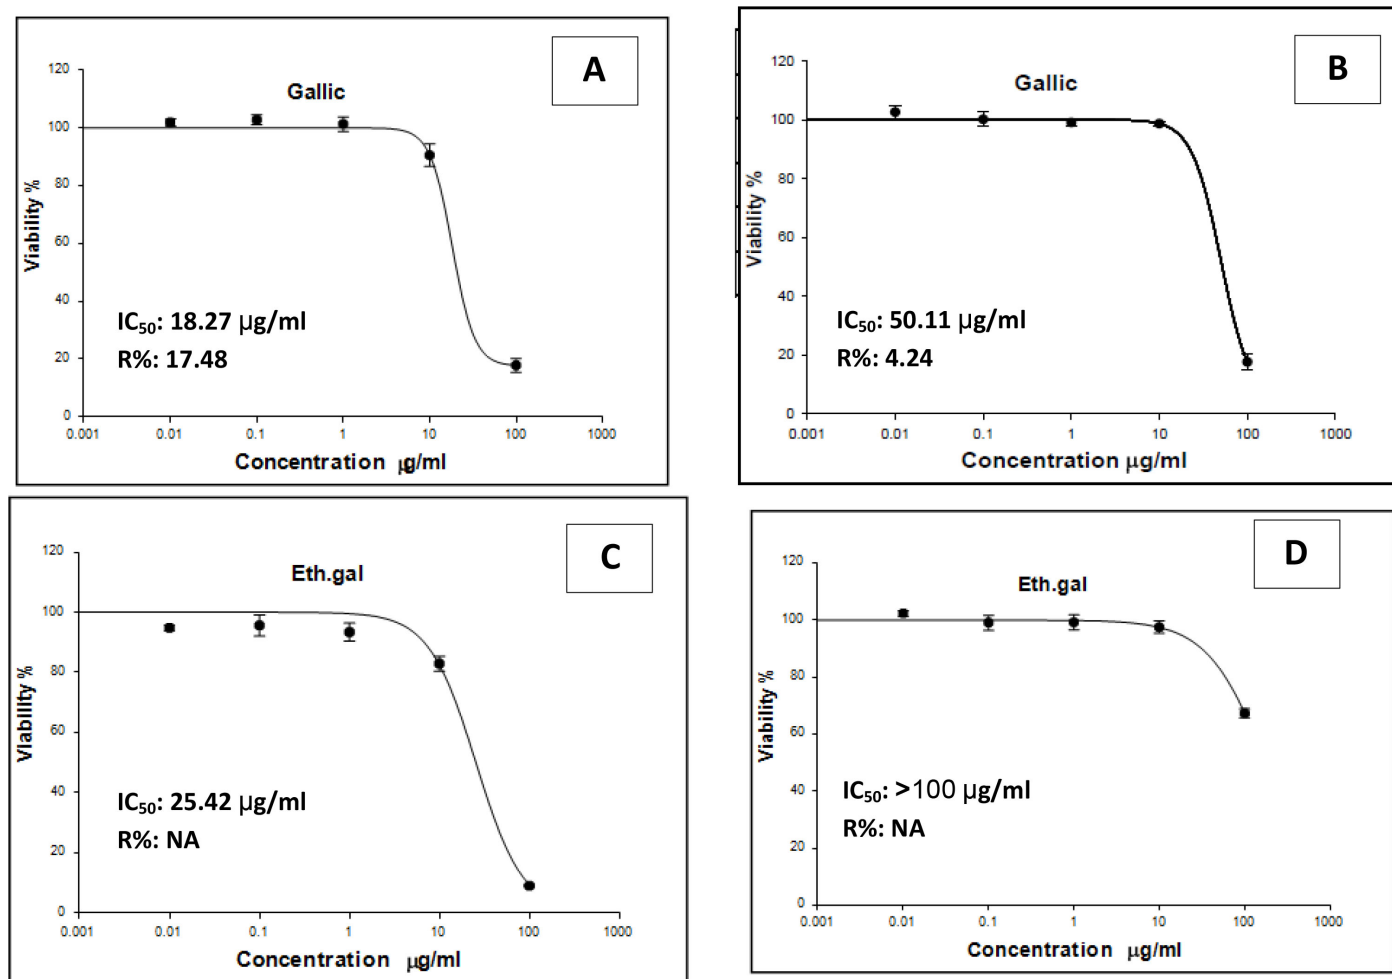 A
Gallic
120
100
80
60
40
20
0
Viability %
IC₅₀: 18.27 µg/ml
R%: 17.48
0.001 0.01 0.1 1 10 100 1000
Concentration µg/ml
B
Gallic
120
100
80
60
40
20
0
Viability %
IC₅₀: 50.11 µg/ml
R%: 4.24
0.001 0.01 0.1 1 10 100 1000
Concentration µg/ml
C
Eth.gal
120
100
80
60
40
20
0
Viability %
IC₅₀: 25.42 µg/ml
R%: NA
0.001 0.01 0.1 1 10 100 1000
Concentration µg/ml
D
Eth.gal
120
100
80
60
40
20
0
Viability %
IC₅₀: >100 µg/ml
R%: NA
0.001 0.01 0.1 1 10 100 1000
Concentration µg/ml